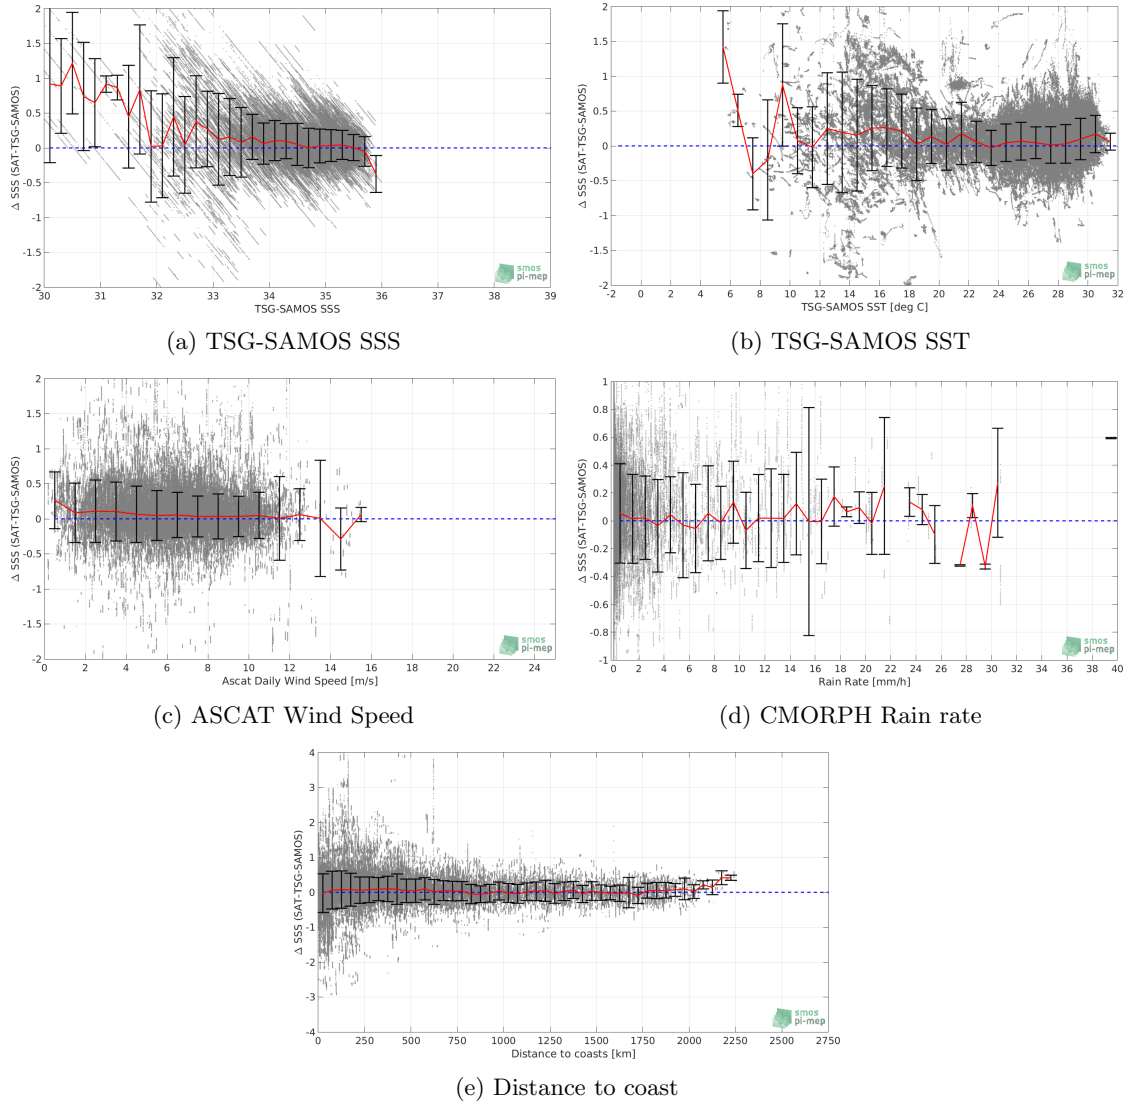 2
1.5
1
0.5
0
-0.5
-1
-1.5
-2
Δ SSS (SAT-TSG-SAMOS)
30 31 32 33 34 35 36 37 38 39
TSG-SAMOS SSS
smos
pi-mep
(a) TSG-SAMOS SSS
2
1.5
1
0.5
0
-0.5
-1
-1.5
-2
Δ SSS (SAT-TSG-SAMOS)
-2 0 2 4 6 8 10 12 14 16 18 20 22 24 26 28 30 32
TSG-SAMOS SST [deg C]
smos
pi-mep
(b) TSG-SAMOS SST
2
1.5
1
0.5
0
-0.5
-1
-1.5
-2
Δ SSS (SAT-TSG-SAMOS)
0 2 4 6 8 10 12 14 16 18 20 22 24
Ascat Daily Wind Speed [m/s]
smos
pi-mep
(c) ASCAT Wind Speed
1
0.8
0.6
0.4
0.2
0
-0.2
-0.4
-0.6
-0.8
-1
Δ SSS (SAT-TSG-SAMOS)
0 2 4 6 8 10 12 14 16 18 20 22 24 26 28 30 32 34 36 38 40
Rain Rate [mm/h]
smos
pi-mep
(d) CMORPH Rain rate
4
3
2
1
0
-1
-2
-3
-4
Δ SSS (SAT-TSG-SAMOS)
0 250 500 750 1000 1250 1500 1750 2000 2250 2500 2750
Distance to coasts [km]
smos
pi-mep
(e) Distance to coast